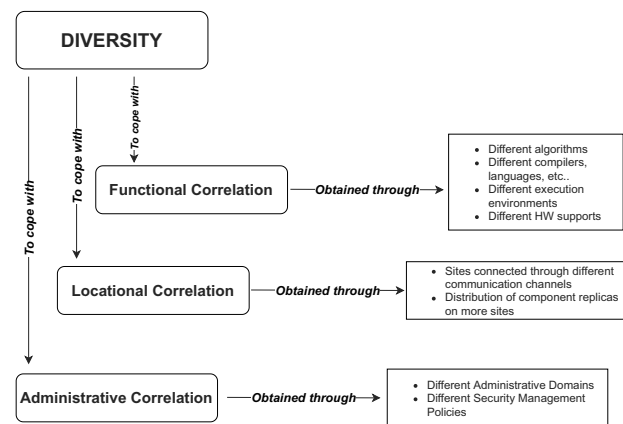 DIVERSITY
To cope with
To cope with
To cope with
Functional Correlation
Obtained through
• Different algorithms
• Different compilers,
languages, etc..
• Different execution
environments
• Different HW supports
Locational Correlation
Obtained through
• Sites connected through different
communication channels
• Distribution of component replicas
on more sites
Administrative Correlation
Obtained through
• Different Administrative Domains
• Different Security Management
Policies